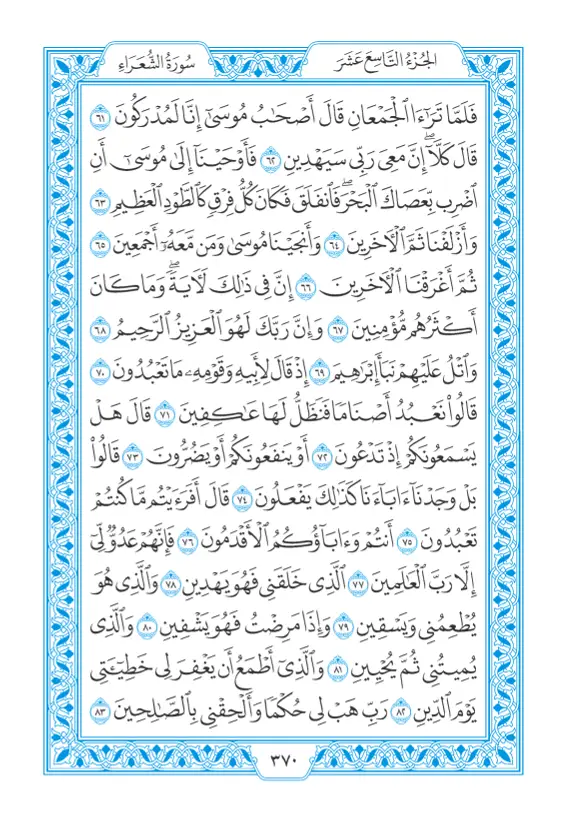 الجُزْءُ التَّاسِعَ عَشَرَ
سُورَةُ الشُّعَرَاءِ
فَلَمَّا تَرَٰٓءَا ٱلْجَمْعَانِ قَالَ أَصْحَٰبُ مُوسَىٰٓ إِنَّا لَمُدْرَكُونَ ٦١
قَالَ كَلَّآۖ إِنَّ مَعِىَ رَبِّى سَيَهْدِينِ ٦٢ فَأَوْحَيْنَآ إِلَىٰ مُوسَىٰٓ أَنِ
ٱضْرِب بِّعَصَاكَ ٱلْبَحْرَۖ فَٱنفَلَقَ فَكَانَ كُلُّ فِرْقٍ كَٱلطَّوْدِ ٱلْعَظِيمِ ٦٣
وَأَزْلَفْنَا ثَمَّ ٱلْءَاخَرِينَ ٦٤ وَأَنجَيْنَا مُوسَىٰ وَمَن مَّعَهُۥٓ أَجْمَعِينَ ٦٥
ثُمَّ أَغْرَقْنَا ٱلْءَاخَرِينَ ٦٦ إِنَّ فِى ذَٰلِكَ لَءَايَةًۖ وَمَا كَانَ
أَكْثَرُهُم مُّؤْمِنِينَ ٦٧ وَإِنَّ رَبَّكَ لَهُوَ ٱلْعَزِيزُ ٱلرَّحِيمُ ٦٨
وَٱتْلُ عَلَيْهِمْ نَبَأَ إِبْرَٰهِيمَ ٦٩ إِذْ قَالَ لِأَبِيهِ وَقَوْمِهِۦ مَا تَعْبُدُونَ ٧٠
قَالُوا۟ نَعْبُدُ أَصْنَامًا فَنَظَلُّ لَهَا عَٰكِفِينَ ٧١ قَالَ هَلْ
يَسْمَعُونَكُمْ إِذْ تَدْعُونَ ٧٢ أَوْ يَنفَعُونَكُمْ أَوْ يَضُرُّونَ ٧٣ قَالُوا۟
بَلْ وَجَدْنَآ ءَابَآءَنَا كَذَٰلِكَ يَفْعَلُونَ ٧٤ قَالَ أَفَرَءَيْتُم مَّا كُنتُمْ
تَعْبُدُونَ ٧٥ أَنتُمْ وَءَابَآؤُكُمُ ٱلْأَقْدَمُونَ ٧٦ فَإِنَّهُمْ عَدُوٌّ لِّىٓ
إِلَّا رَبَّ ٱلْعَٰلَمِينَ ٧٧ ٱلَّذِى خَلَقَنِى فَهُوَ يَهْدِينِ ٧٨ وَٱلَّذِى هُوَ
يُطْعِمُنِى وَيَسْقِينِ ٧٩ وَإِذَا مَرِضْتُ فَهُوَ يَشْفِينِ ٨٠ وَٱلَّذِى
يُمِيتُنِى ثُمَّ يُحْيِينِ ٨١ وَٱلَّذِىٓ أَطْمَعُ أَن يَغْفِرَ لِى خَطِيٓـَٔتِى
يَوْمَ ٱلدِّينِ ٨٢ رَبِّ هَبْ لِى حُكْمًا وَأَلْحِقْنِى بِٱلصَّٰلِحِينَ ٨٣
٣٧٠